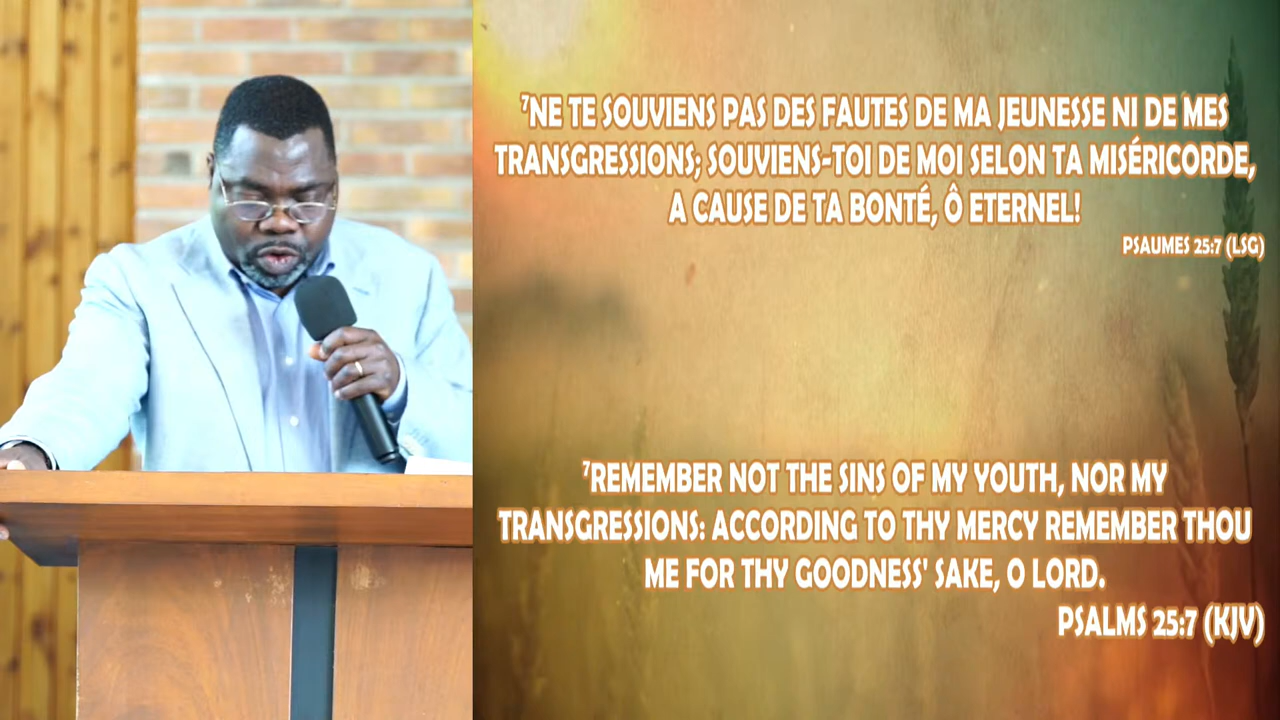 ⁷NE TE SOUVIENS PAS DES FAUTES DE MA JEUNESSE NI DE MES
TRANSGRESSIONS; SOUVIENS-TOI DE MOI SELON TA MISÉRICORDE,
A CAUSE DE TA BONTÉ, Ô ETERNEL!
PSAUMES 25:7 (LSG)
⁷REMEMBER NOT THE SINS OF MY YOUTH, NOR MY
TRANSGRESSIONS: ACCORDING TO THY MERCY REMEMBER THOU
ME FOR THY GOODNESS' SAKE, O LORD.
PSALMS 25:7 (KJV)